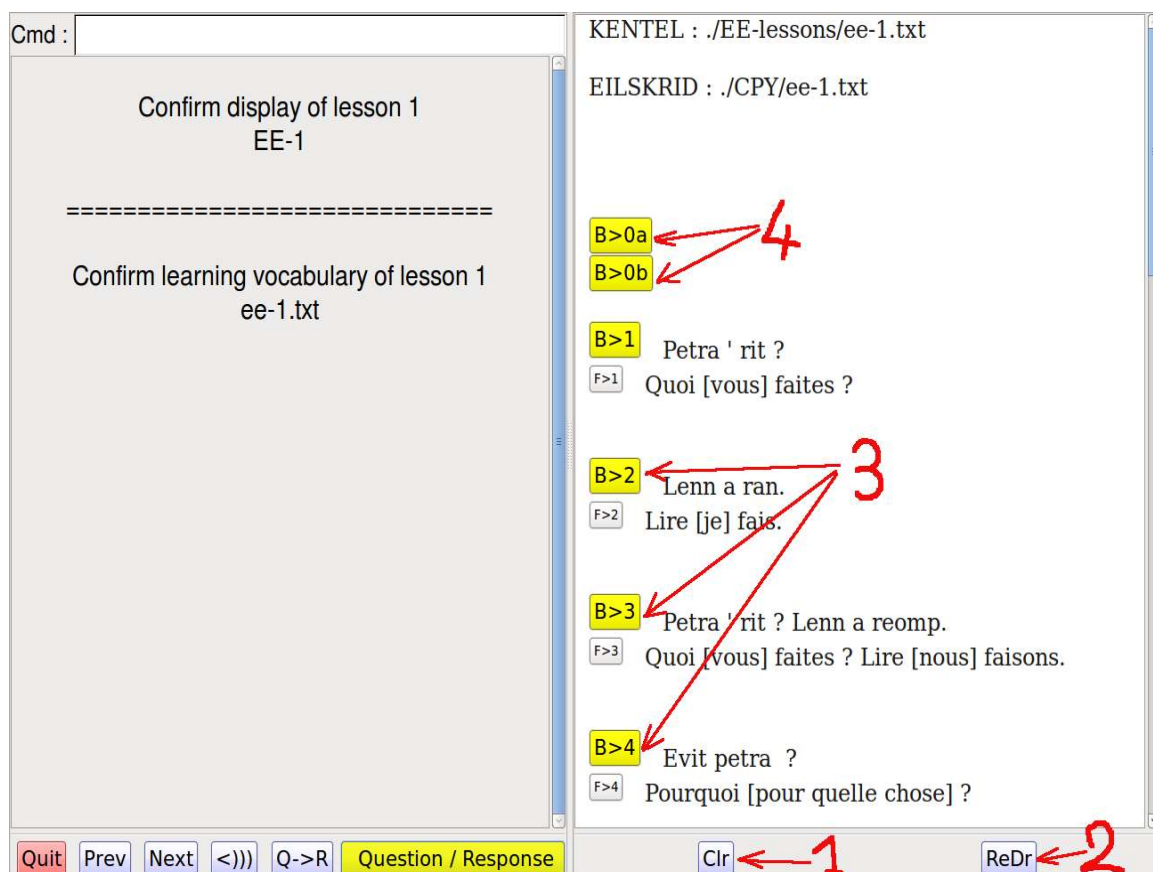 Cmd :
Confirm display of lesson 1
EE-1
===============================
Confirm learning vocabulary of lesson 1
ee-1.txt
Quit Prev Next <))) Q->R Question / Response
KENTEL : ./EE-lessons/ee-1.txt
EILSKRID : ./CPY/ee-1.txt
B>0a 4
B>0b
B>1 Petra ' rit ?
F>1 Quoi [vous] faites ?
B>2 Lenn a ran. 3
F>2 Lire [je] fais.
B>3 Petra ' rit ? Lenn a reomp.
F>3 Quoi [vous] faites ? Lire [nous] faisons.
B>4 Evit petra ?
F>4 Pourquoi [pour quelle chose] ?
Clr 1 ReDr 2